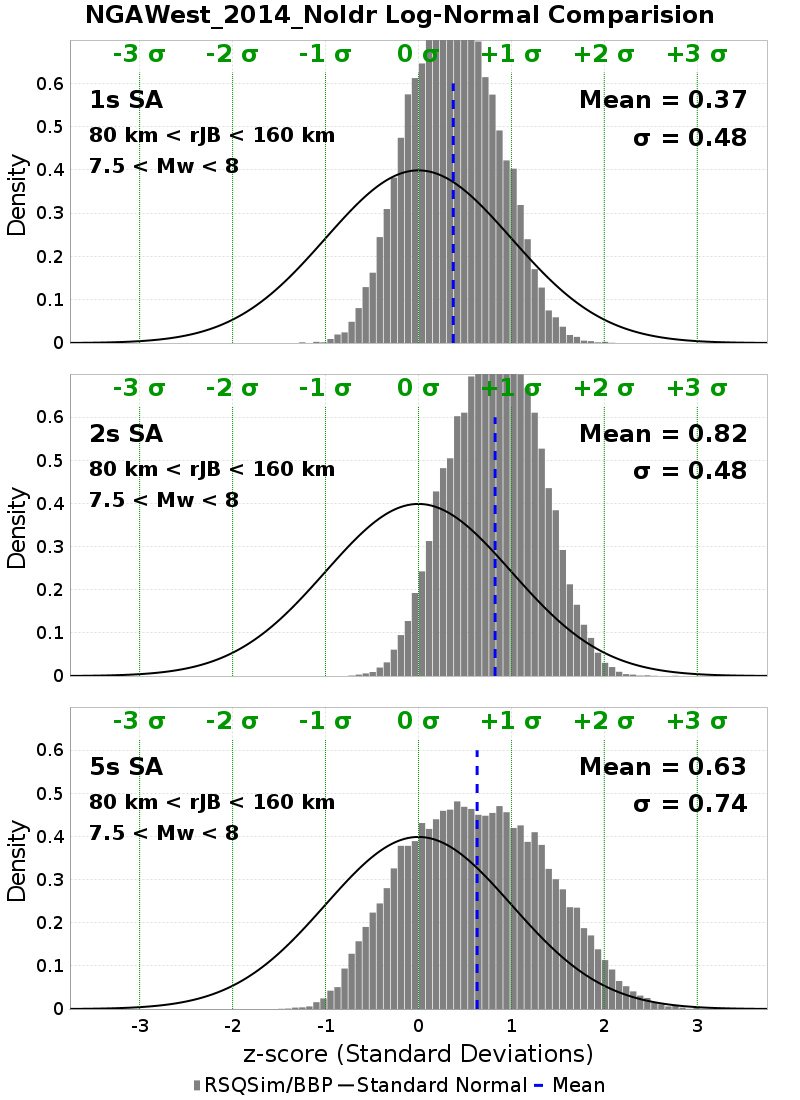 NGAWest_2014_NoIdr Log-Normal Comparision
-3 σ -2 σ -1 σ 0 σ +1 σ +2 σ +3 σ
1s SA
Mean = 0.37
80 km < rJB < 160 km
σ = 0.48
7.5 < Mw < 8
0.6
0.5
0.4
0.3
0.2
0.1
0
Density
-3 σ -2 σ -1 σ 0 σ +1 σ +2 σ +3 σ
2s SA
Mean = 0.82
80 km < rJB < 160 km
σ = 0.48
7.5 < Mw < 8
0.6
0.5
0.4
0.3
0.2
0.1
0
Density
-3 σ -2 σ -1 σ 0 σ +1 σ +2 σ +3 σ
5s SA
Mean = 0.63
80 km < rJB < 160 km
σ = 0.74
7.5 < Mw < 8
0.6
0.5
0.4
0.3
0.2
0.1
0
Density
-3 -2 -1 0 1 2 3
z-score (Standard Deviations)
RSQSim/BBP Standard Normal Mean